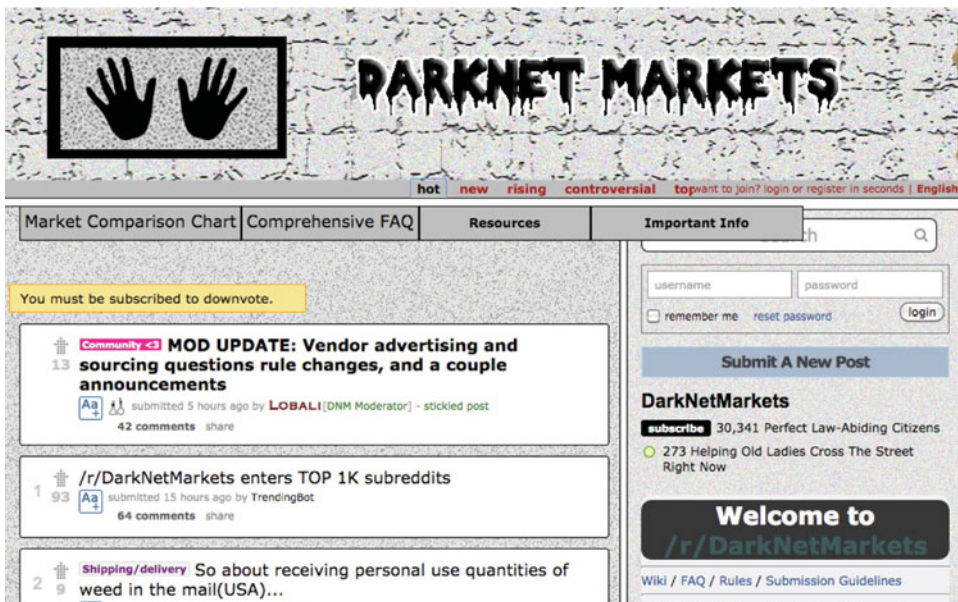 DARKNET MARKETS
hot new rising controversial top want to join? login or register in seconds | English
Market Comparison Chart Comprehensive FAQ Resources Important Info
username password
remember me reset password login
You must be subscribed to downvote.
Community <3 MOD UPDATE: Vendor advertising and
sourcing questions rule changes, and a couple
announcements
13
Aa+ submitted 5 hours ago by LOBALI[DNM Moderator] - stickied post
42 comments share
1 93 /r/DarkNetMarkets enters TOP 1K subreddits
Aa+ submitted 15 hours ago by TrendingBot
64 comments share
2 9 Shipping/delivery So about receiving personal use quantities of
weed in the mail(USA)...
Submit A New Post
DarkNetMarkets
subscribe 30,341 Perfect Law-Abiding Citizens
273 Helping Old Ladies Cross The Street
Right Now
Welcome to
/r/DarkNetMarkets
Wiki / FAQ / Rules / Submission Guidelines